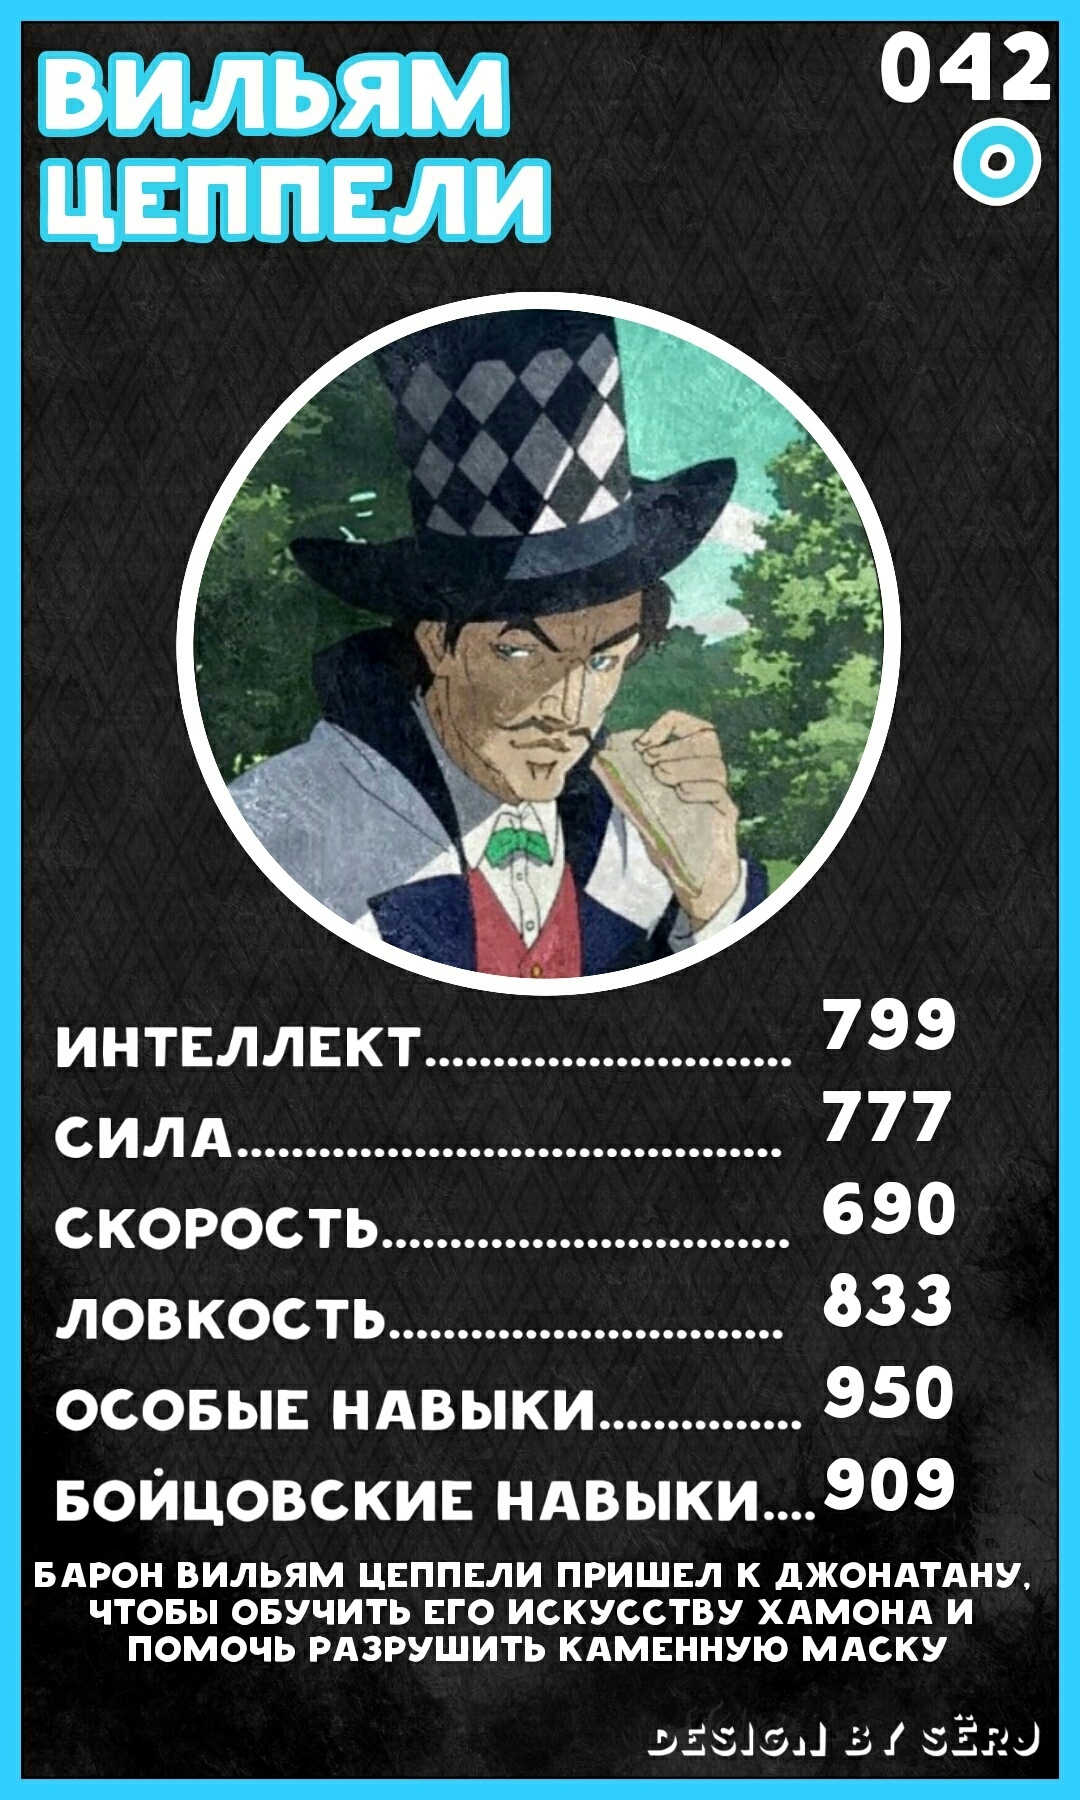 ВИЛЬЯМ
ЦЕППЕЛИ
042
O
ИНТЕЛЛЕКТ........................... 799
СИЛА........................................ 777
СКОРОСТЬ.............................. 690
ЛОВКОСТЬ............................. 833
ОСОБЫЕ НАВЫКИ............... 950
БОЙЦОВСКИЕ НАВЫКИ.... 909
БАРОН ВИЛЬЯМ ЦЕППЕЛИ ПРИШЕЛ К ДЖОНАТАНУ,
ЧТОБЫ ОБУЧИТЬ ЕГО ИСКУССТВУ ХАМОНА И
ПОМОЧЬ РАЗРУШИТЬ КАМЕННУЮ МАСКУ
DESIGN BY SËRJ